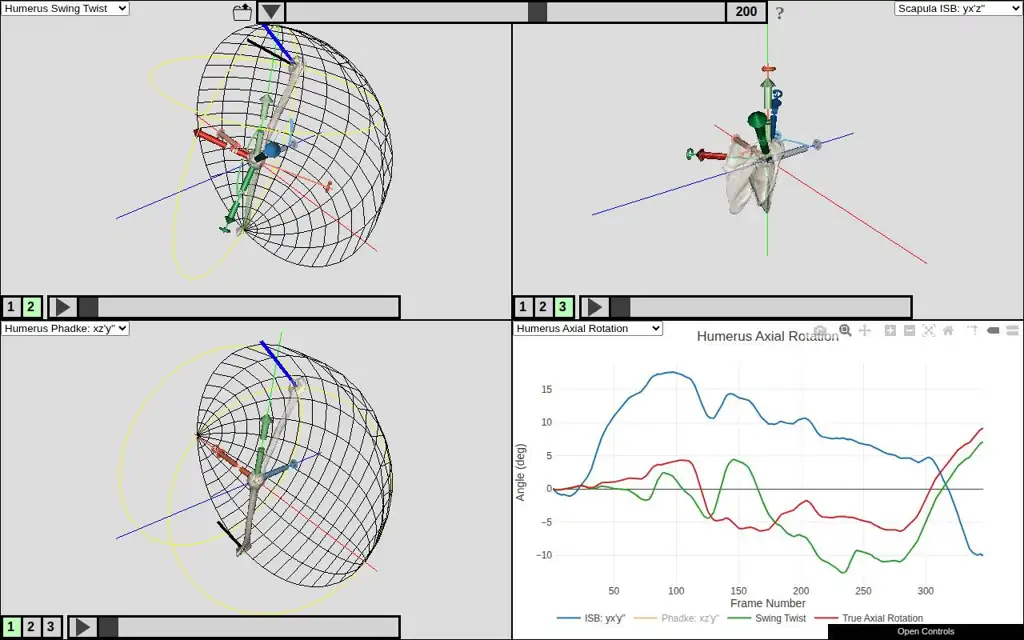 Humerus Swing Twist
200
?
Scapula ISB: yx'z"
1 2
1 2 3
Humerus Phadke: xz'y"
1 2 3
Humerus Axial Rotation
Humerus Axial Rotation
Angle (deg)
15
10
5
0
−5
−10
50 100 150 200 250 300
Frame Number
ISB: yx'y" Phadke: xz'y" Swing Twist True Axial Rotation
Open Controls